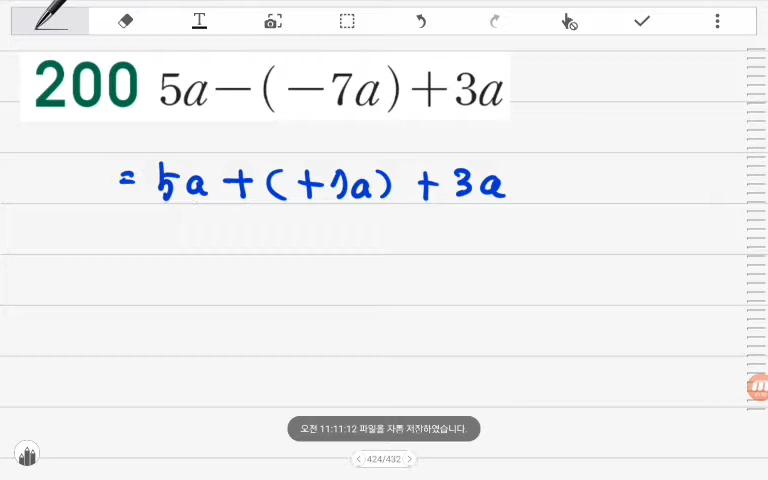 200 5a−(−7a)+3a
= 5a + (+7a) + 3a
오전 11:11:12 파일을 자동 저장하였습니다.
424/432